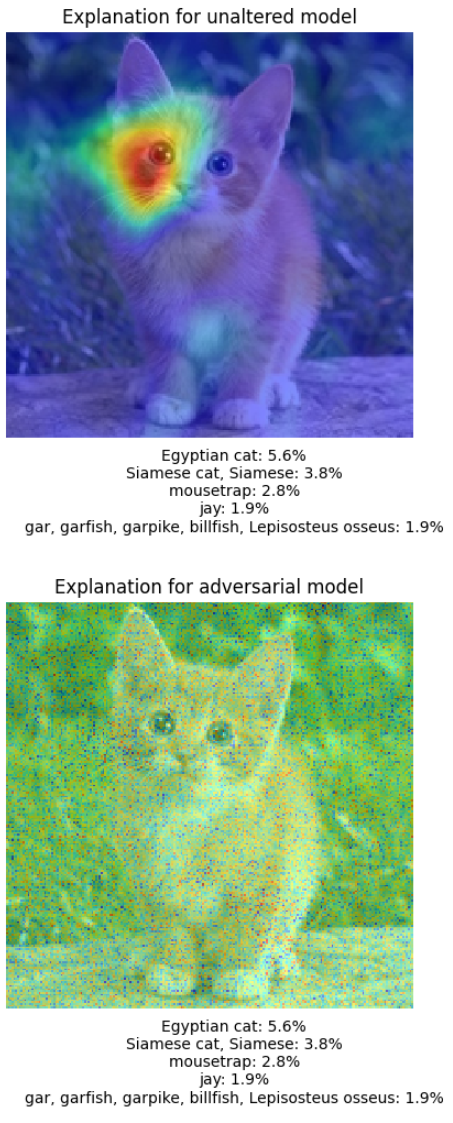 Explanation for unaltered model
Egyptian cat: 5.6%
Siamese cat, Siamese: 3.8%
mousetrap: 2.8%
jay: 1.9%
gar, garfish, garpike, billfish, Lepisosteus osseus: 1.9%
Explanation for adversarial model
Egyptian cat: 5.6%
Siamese cat, Siamese: 3.8%
mousetrap: 2.8%
jay: 1.9%
gar, garfish, garpike, billfish, Lepisosteus osseus: 1.9%